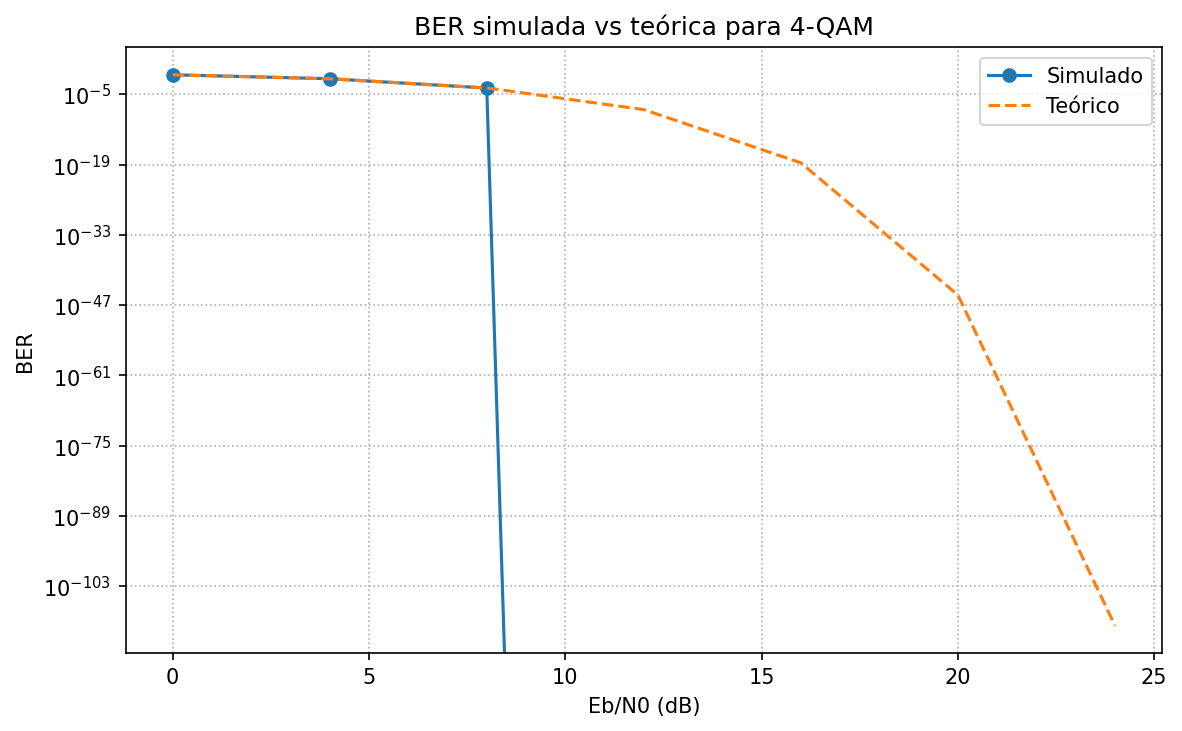 BER simulada vs teórica para 4-QAM
Simulado
Teórico
BER
10⁻⁵
10⁻¹⁹
10⁻³³
10⁻⁴⁷
10⁻⁶¹
10⁻⁷⁵
10⁻⁸⁹
10⁻¹⁰³
0 5 10 15 20 25
Eb/N0 (dB)